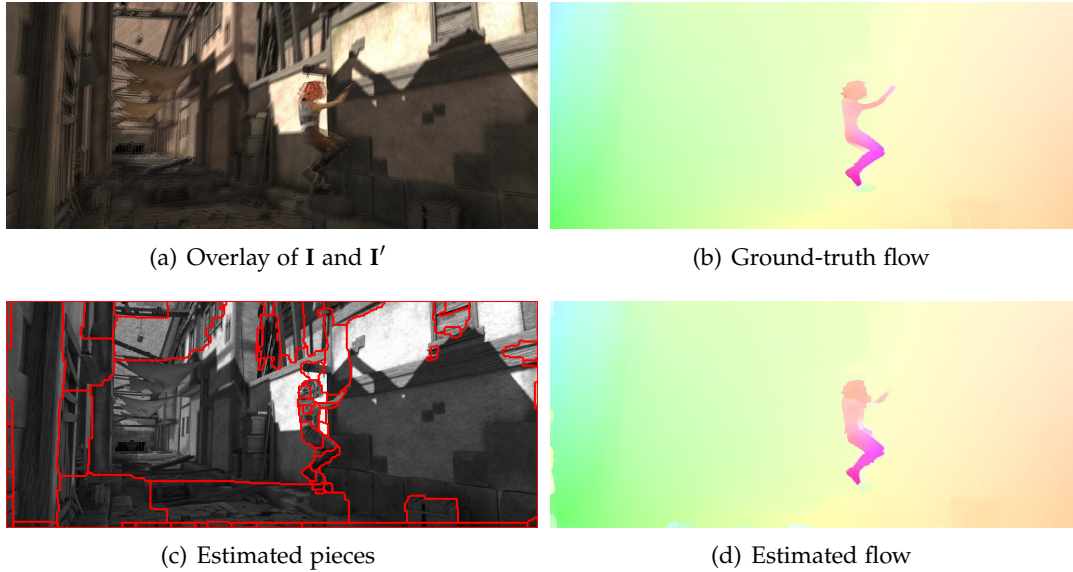 (a) Overlay of I and I′
(b) Ground-truth flow
(c) Estimated pieces
(d) Estimated flow